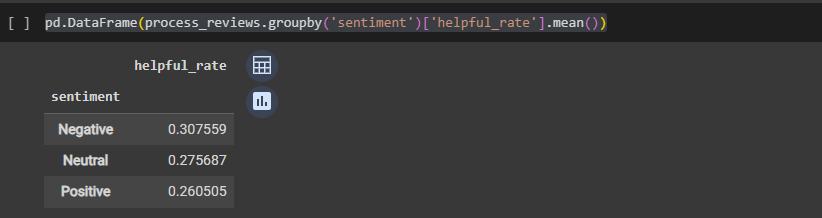 [ ] pd.DataFrame(process_reviews.groupby('sentiment')['helpful_rate'].mean())
helpful_rate
sentiment
Negative 0.307559
Neutral 0.275687
Positive 0.260505